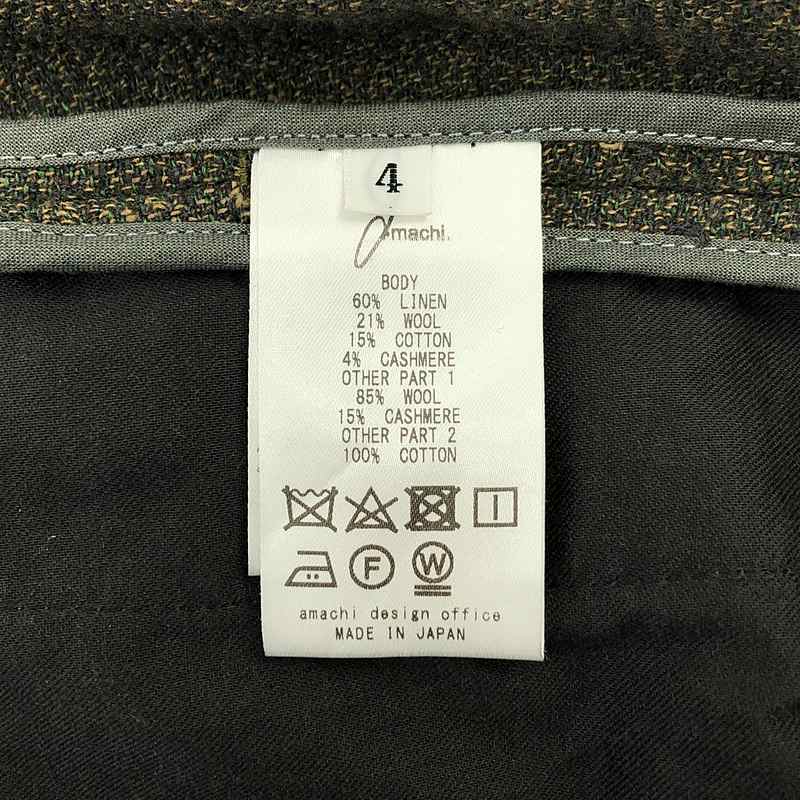 4
amachi.
BODY
60% LINEN
21% WOOL
15% COTTON
4% CASHMERE
OTHER PART 1
85% WOOL
15% CASHMERE
OTHER PART 2
100% COTTON
F W
amachi design office
MADE IN JAPAN